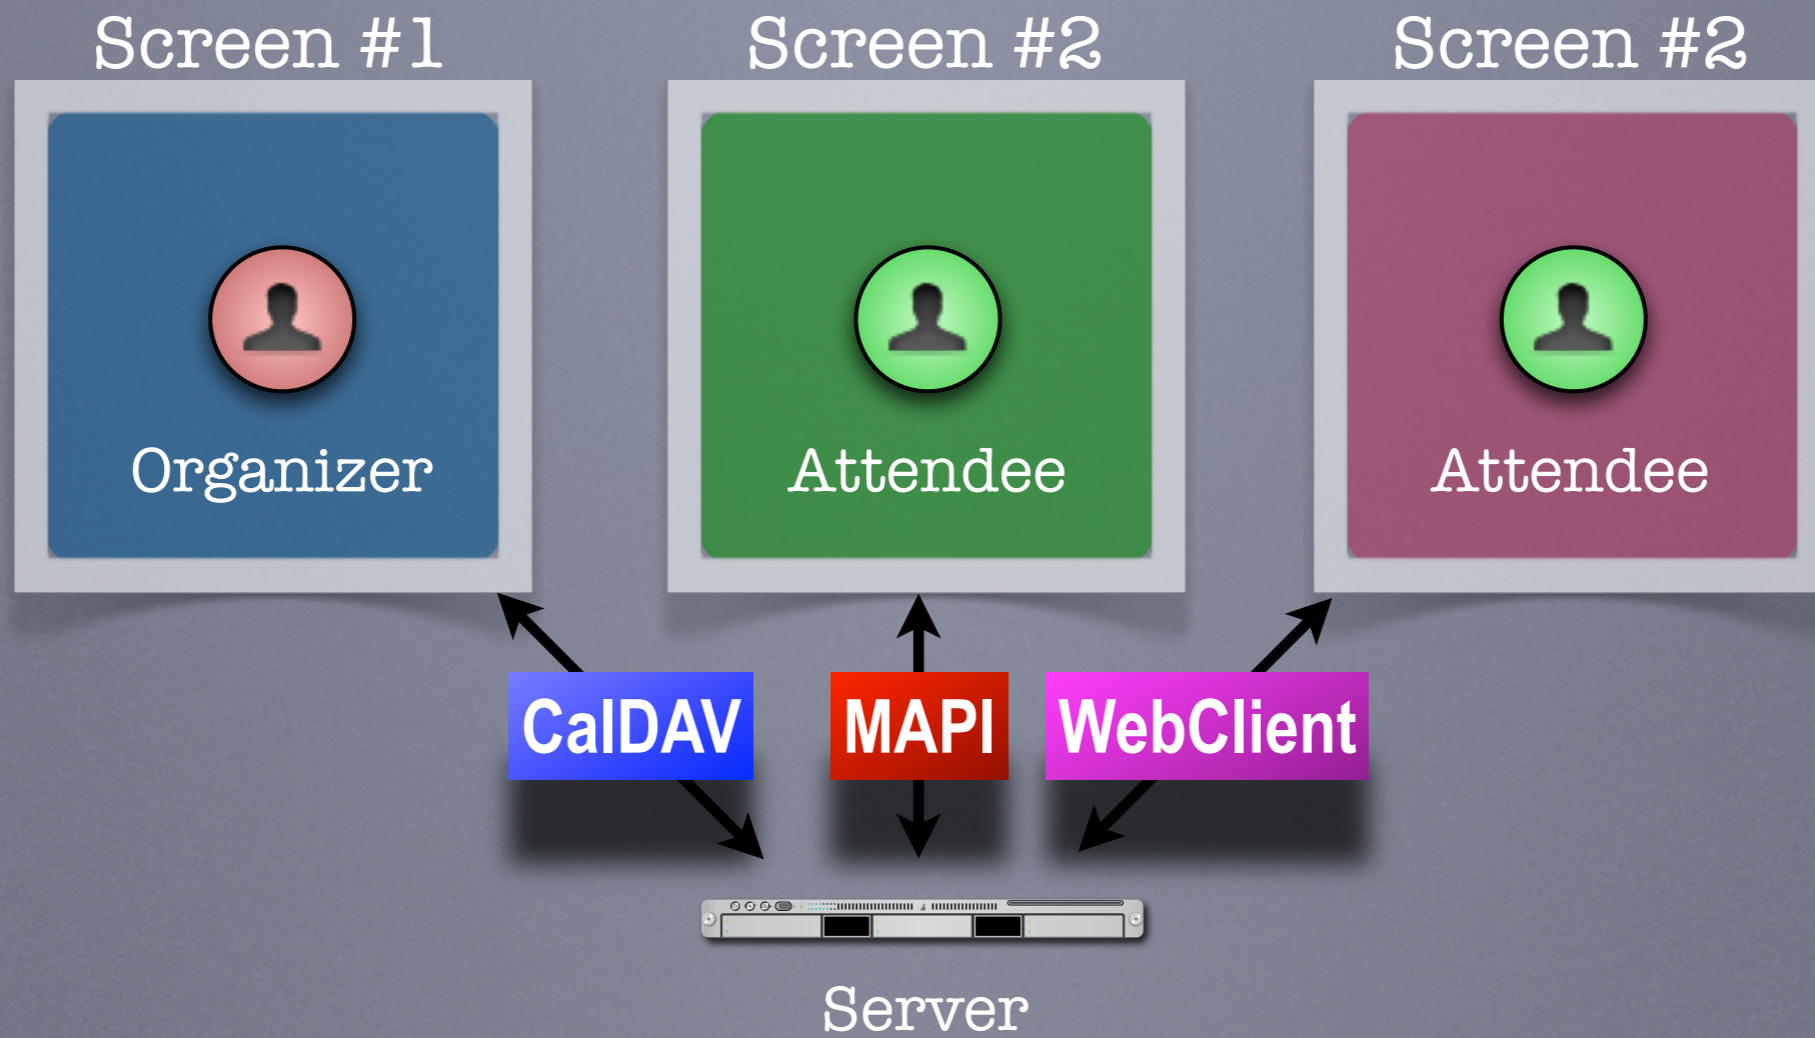 Screen #1
Screen #2
Screen #2
Organizer
Attendee
Attendee
CalDAV
MAPI
WebClient
Server